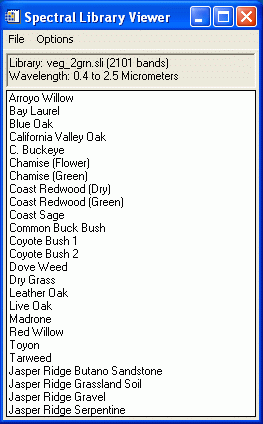 Spectral Library Viewer
File Options
Library: veg_2grn.sli (2101 bands)
Wavelength: 0.4 to 2.5 Micrometers
Arroyo Willow
Bay Laurel
Blue Oak
California Valley Oak
C. Buckeye
Chamise (Flower)
Chamise (Green)
Coast Redwood (Dry)
Coast Redwood (Green)
Coast Sage
Common Buck Bush
Coyote Bush 1
Coyote Bush 2
Dove Weed
Dry Grass
Leather Oak
Live Oak
Madrone
Red Willow
Toyon
Tarweed
Jasper Ridge Butano Sandstone
Jasper Ridge Grassland Soil
Jasper Ridge Gravel
Jasper Ridge Serpentine